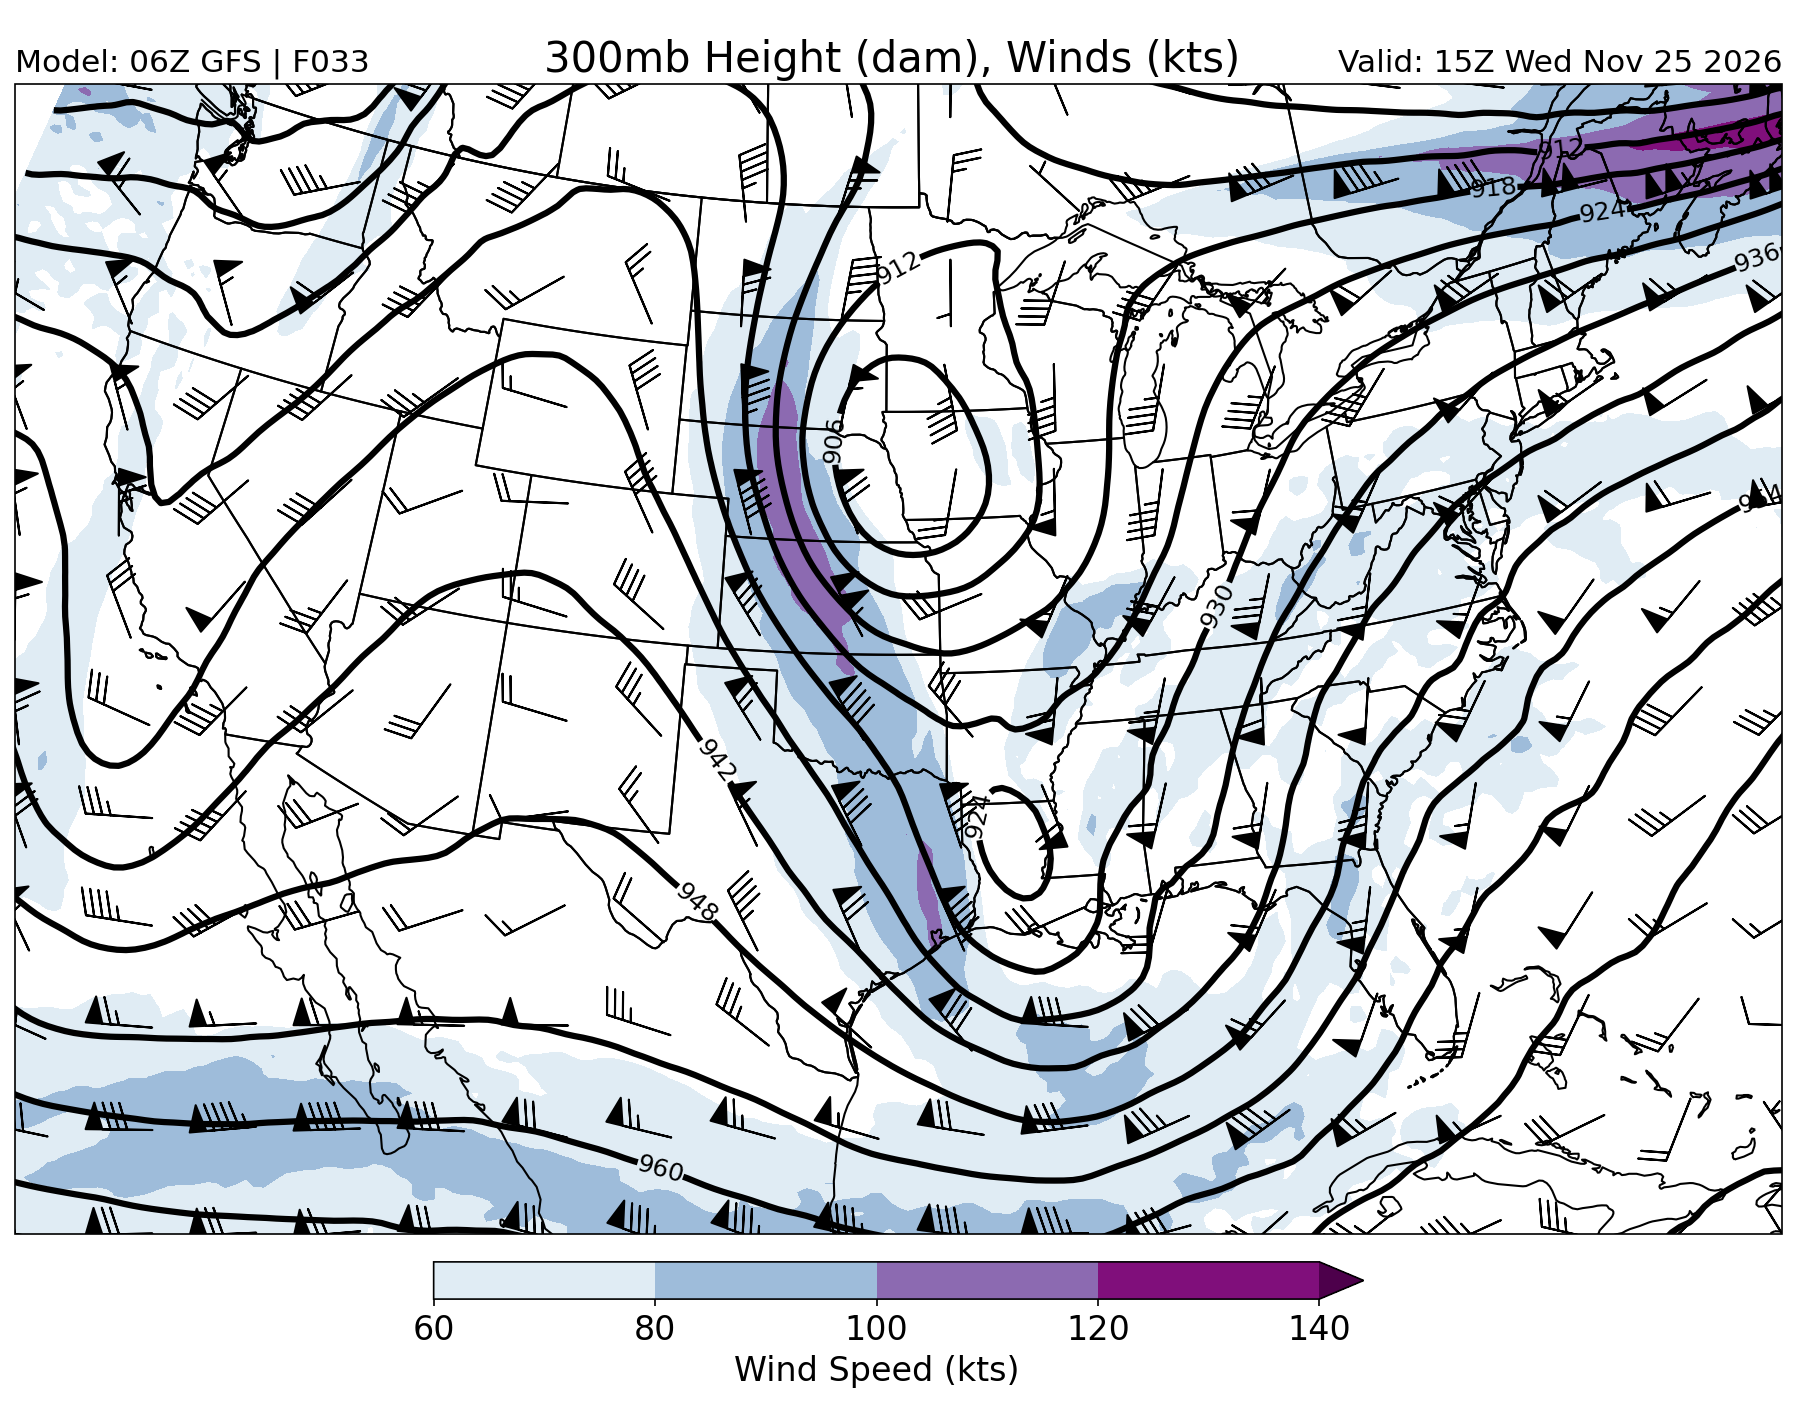 Model: 06Z GFS | F033
300mb Height (dam), Winds (kts)
Valid: 15Z Wed Nov 25 2026
912
918
924
936
912
906
930
942
924
948
960
60 80 100 120 140
Wind Speed (kts)